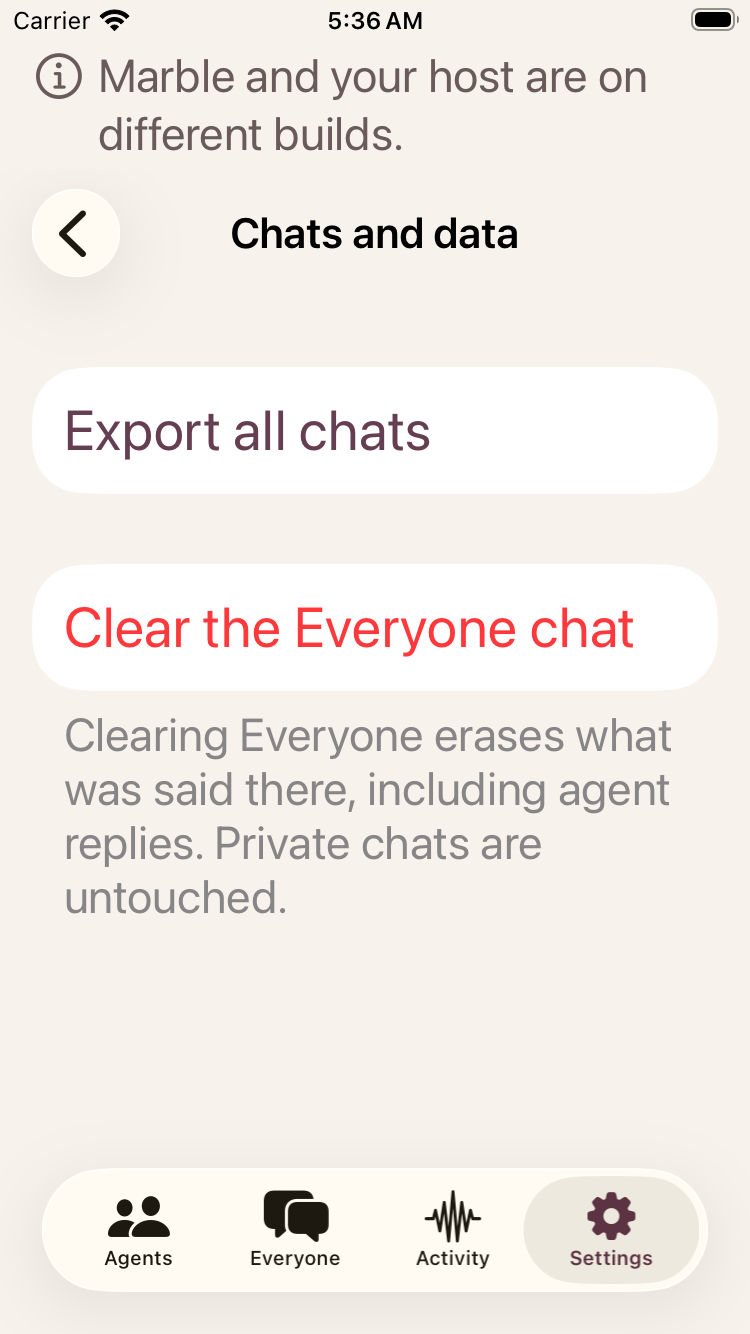 Carrier 5:36 AM
Marble and your host are on
different builds.
Chats and data
Export all chats
Clear the Everyone chat
Clearing Everyone erases what
was said there, including agent
replies. Private chats are
untouched.
Agents Everyone Activity Settings